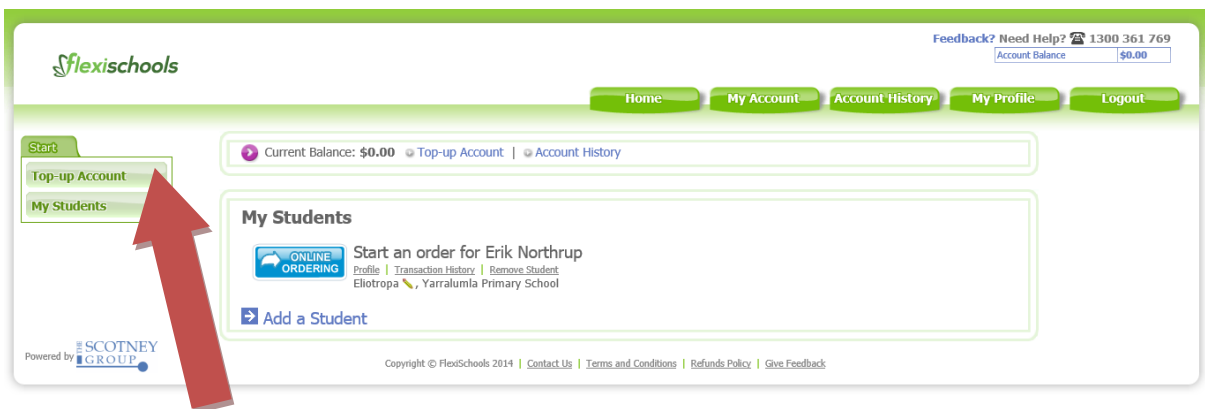 flexischools
Feedback? Need Help? ☎ 1300 361 769
Account Balance $0.00
Home My Account Account History My Profile Logout
Start
Top-up Account
My Students
Current Balance: $0.00 Top-up Account | Account History
My Students
ONLINE ORDERING
Start an order for Erik Northrup
Profile | Transaction History | Remove Student
Eliotropa , Yarralumla Primary School
Add a Student
Powered by THE SCOTNEY GROUP
Copyright © FlexiSchools 2014 | Contact Us | Terms and Conditions | Refunds Policy | Give Feedback